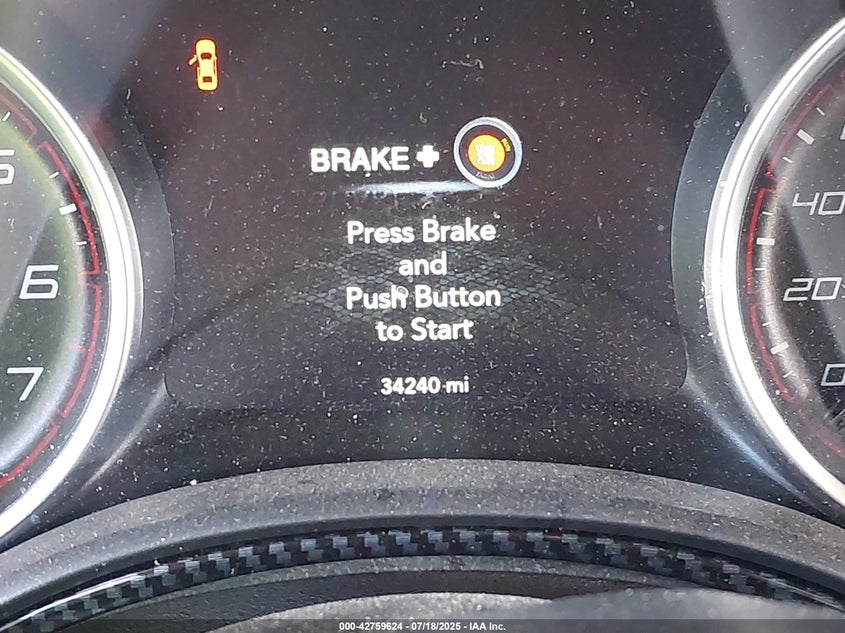 BRAKE +
Press Brake
and
Push Button
to Start
34240 mi
5
6
7
40
20
0
000-42759624 - 07/18/2025 - IAA Inc.